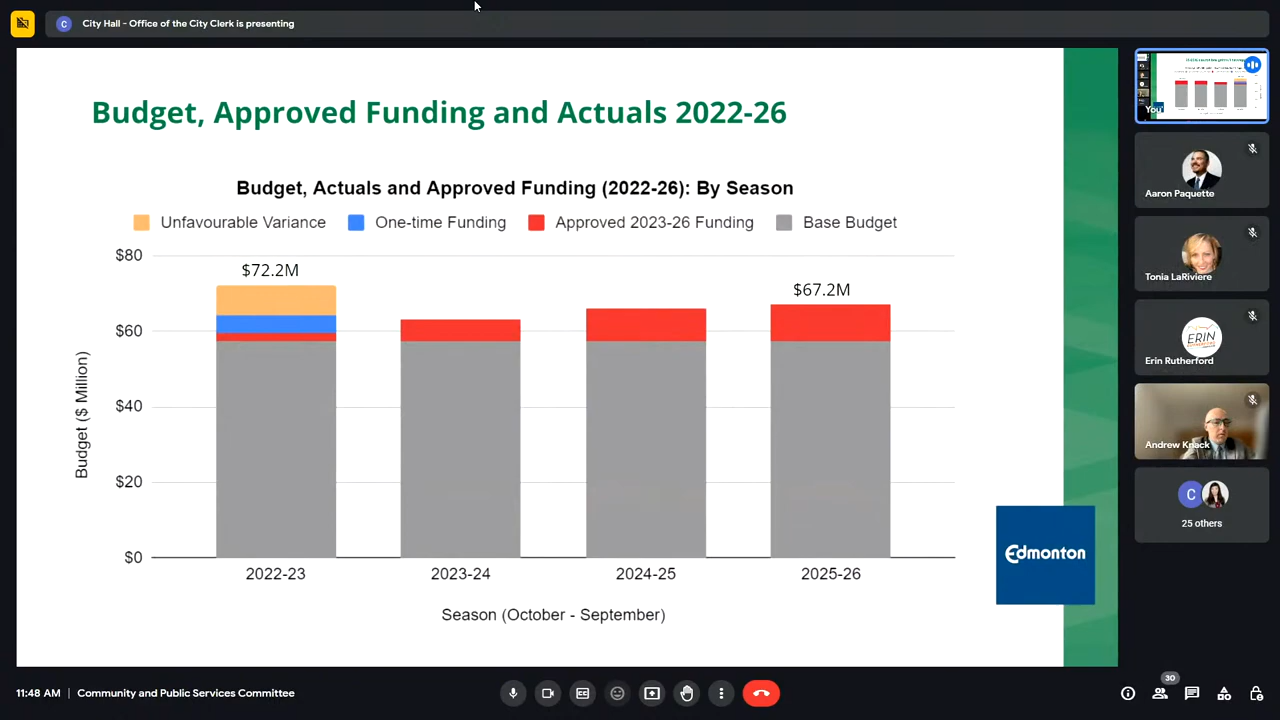 City Hall - Office of the City Clerk is presenting
Budget, Approved Funding and Actuals 2022-26
Budget, Actuals and Approved Funding (2022-26): By Season
Unfavourable Variance
One-time Funding
Approved 2023-26 Funding
Base Budget
Budget ($ Million)
$80
$60
$40
$20
$0
$72.2M
$67.2M
2022-23
2023-24
2024-25
2025-26
Season (October - September)
Edmonton
You
Aaron Paquette
Tonia LaRiviere
ERIN
Erin Rutherford
Andrew Knack
C
C
25 others
11:48 AM | Community and Public Services Committee
30